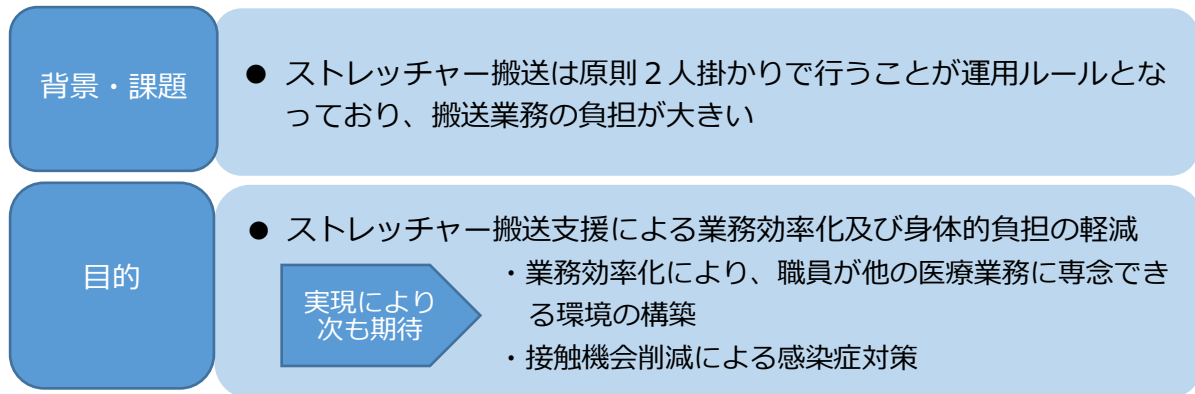 背景・課題
● ストレッチャー搬送は原則２人掛かりで行うことが運用ルールとな
っており、搬送業務の負担が大きい
目的
● ストレッチャー搬送支援による業務効率化及び身体的負担の軽減
実現により
次も期待
・業務効率化により、職員が他の医療業務に専念でき
る環境の構築
・接触機会削減による感染症対策